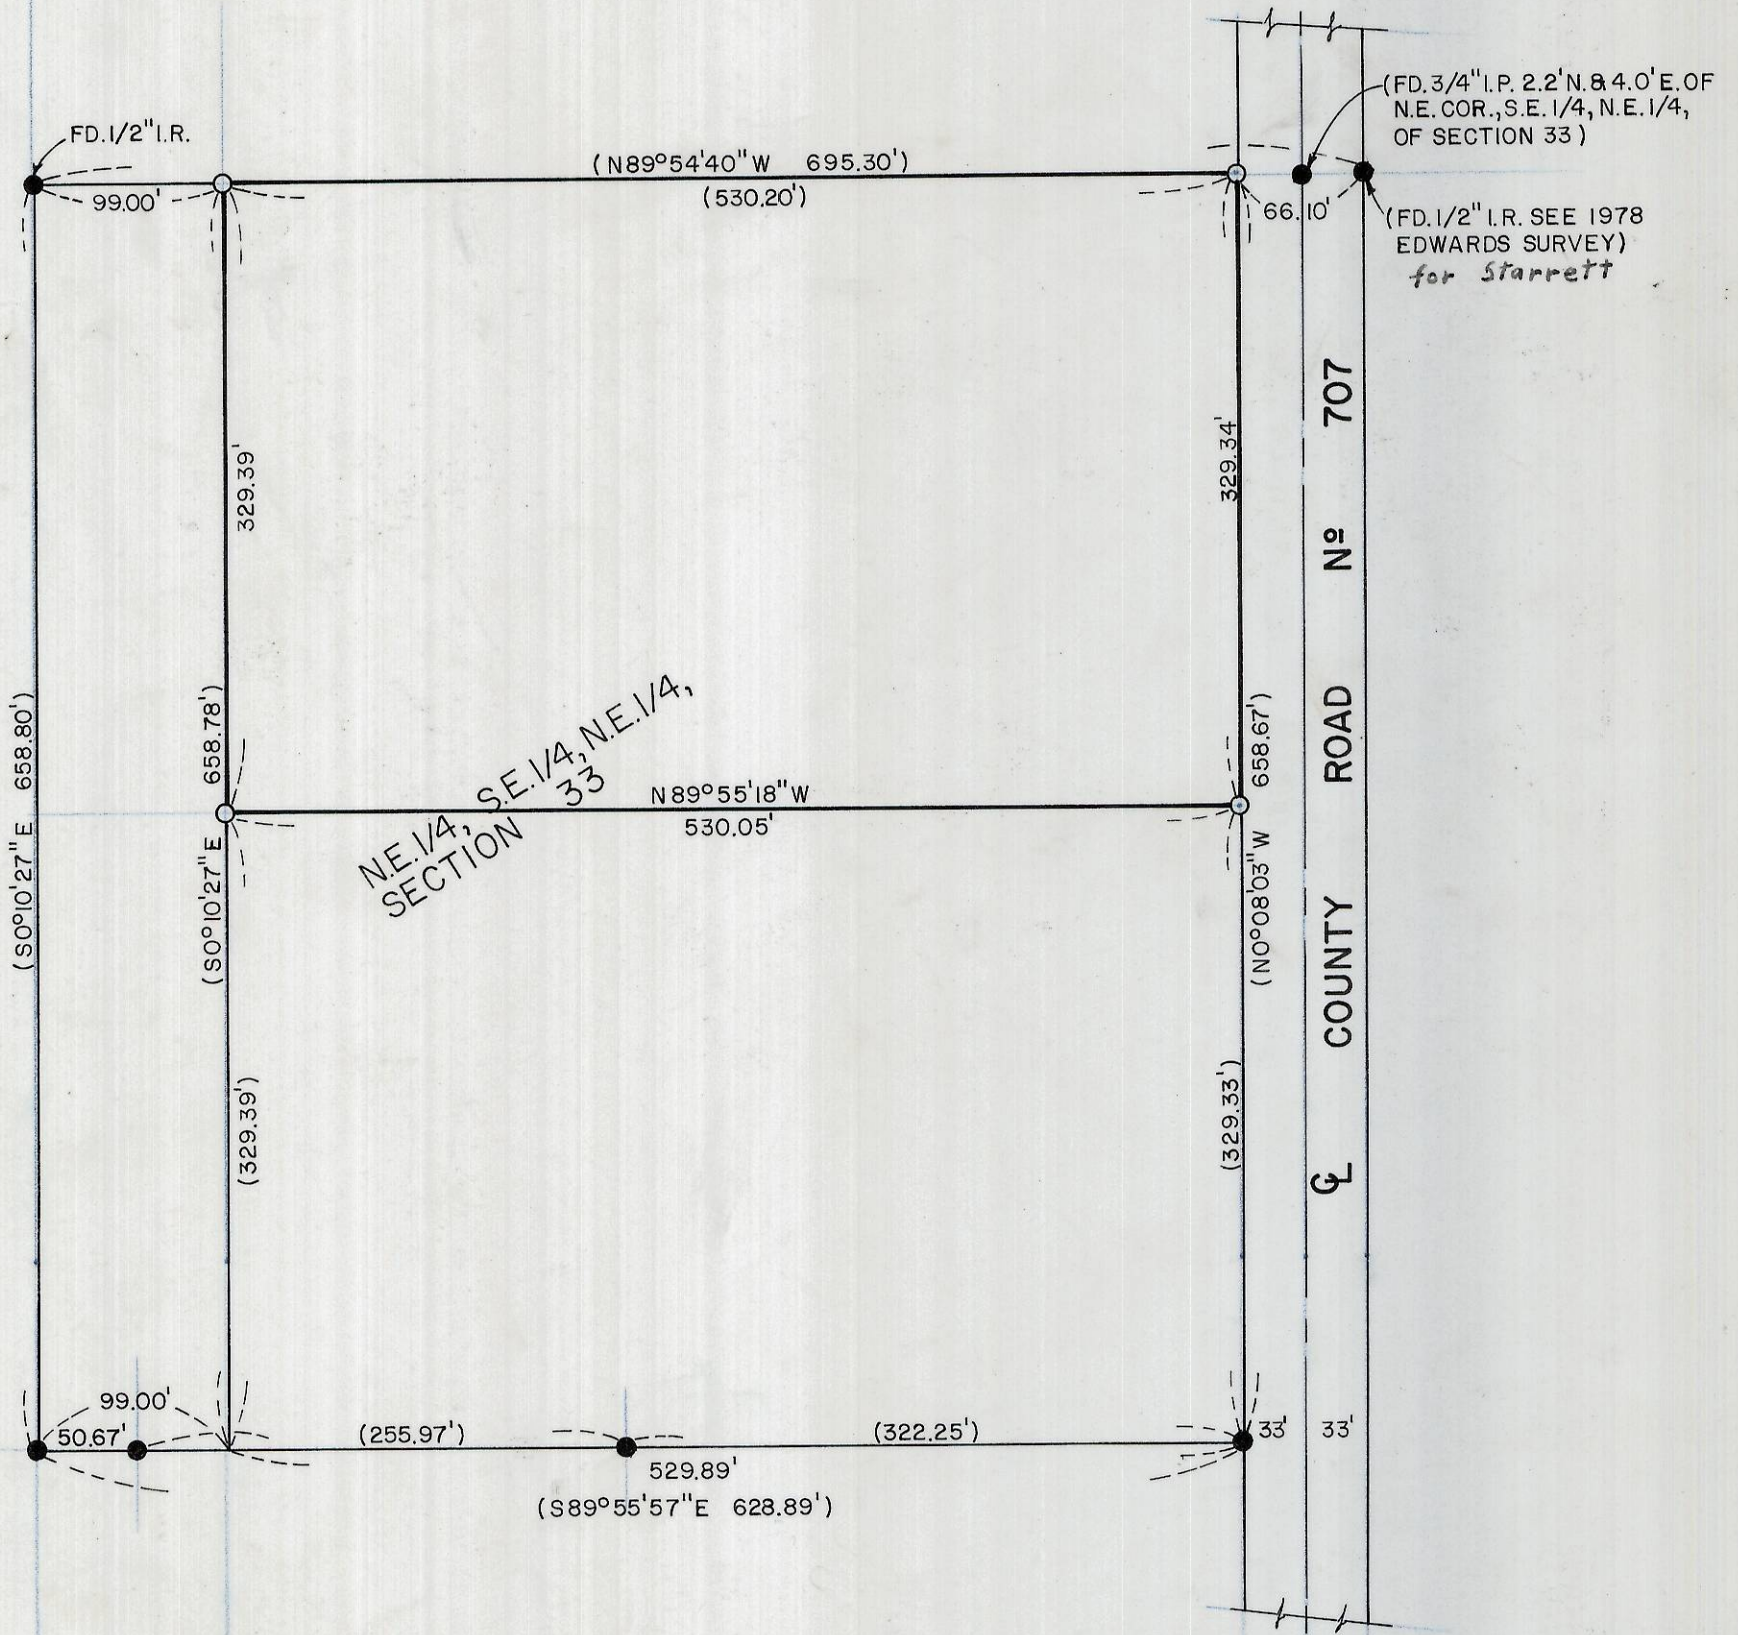 (FD. 3/4" I.P. 2.2' N. & 4.0' E. OF
N.E. COR., S.E. 1/4, N.E. 1/4,
OF SECTION 33)
FD. 1/2" I.R.
(N89°54'40"W 695.30')
(530.20')
99.00'
66.10'
(FD. 1/2" I.R. SEE 1978
EDWARDS SURVEY)
for Starrett
329.39'
329.34'
(S0°10'27"E 658.80')
(S0°10'27"E 658.78')
N.E. 1/4, S.E. 1/4, N.E. 1/4,
SECTION 33
N89°55'18"W
530.05'
(N0°08'03"W 658.67')
℄ COUNTY ROAD Nº 707
(329.39')
(329.33')
99.00'
50.67'
(255.97')
(322.25')
33' 33'
529.89'
(S89°55'57"E 628.89')